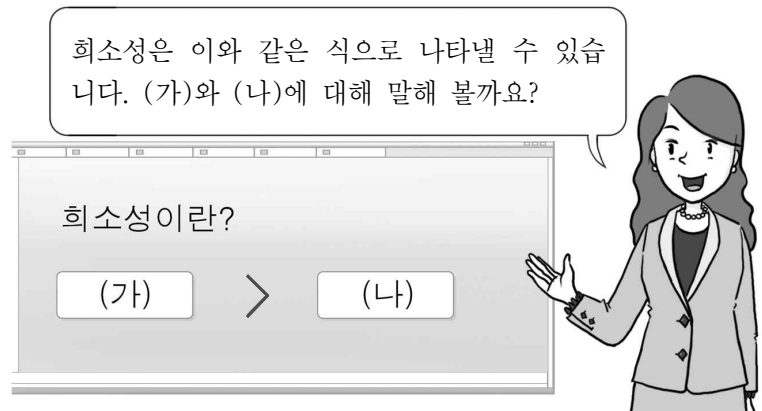 희소성은 이와 같은 식으로 나타낼 수 있습
니다. (가)와 (나)에 대해 말해 볼까요?
희소성이란?
(가) > (나)